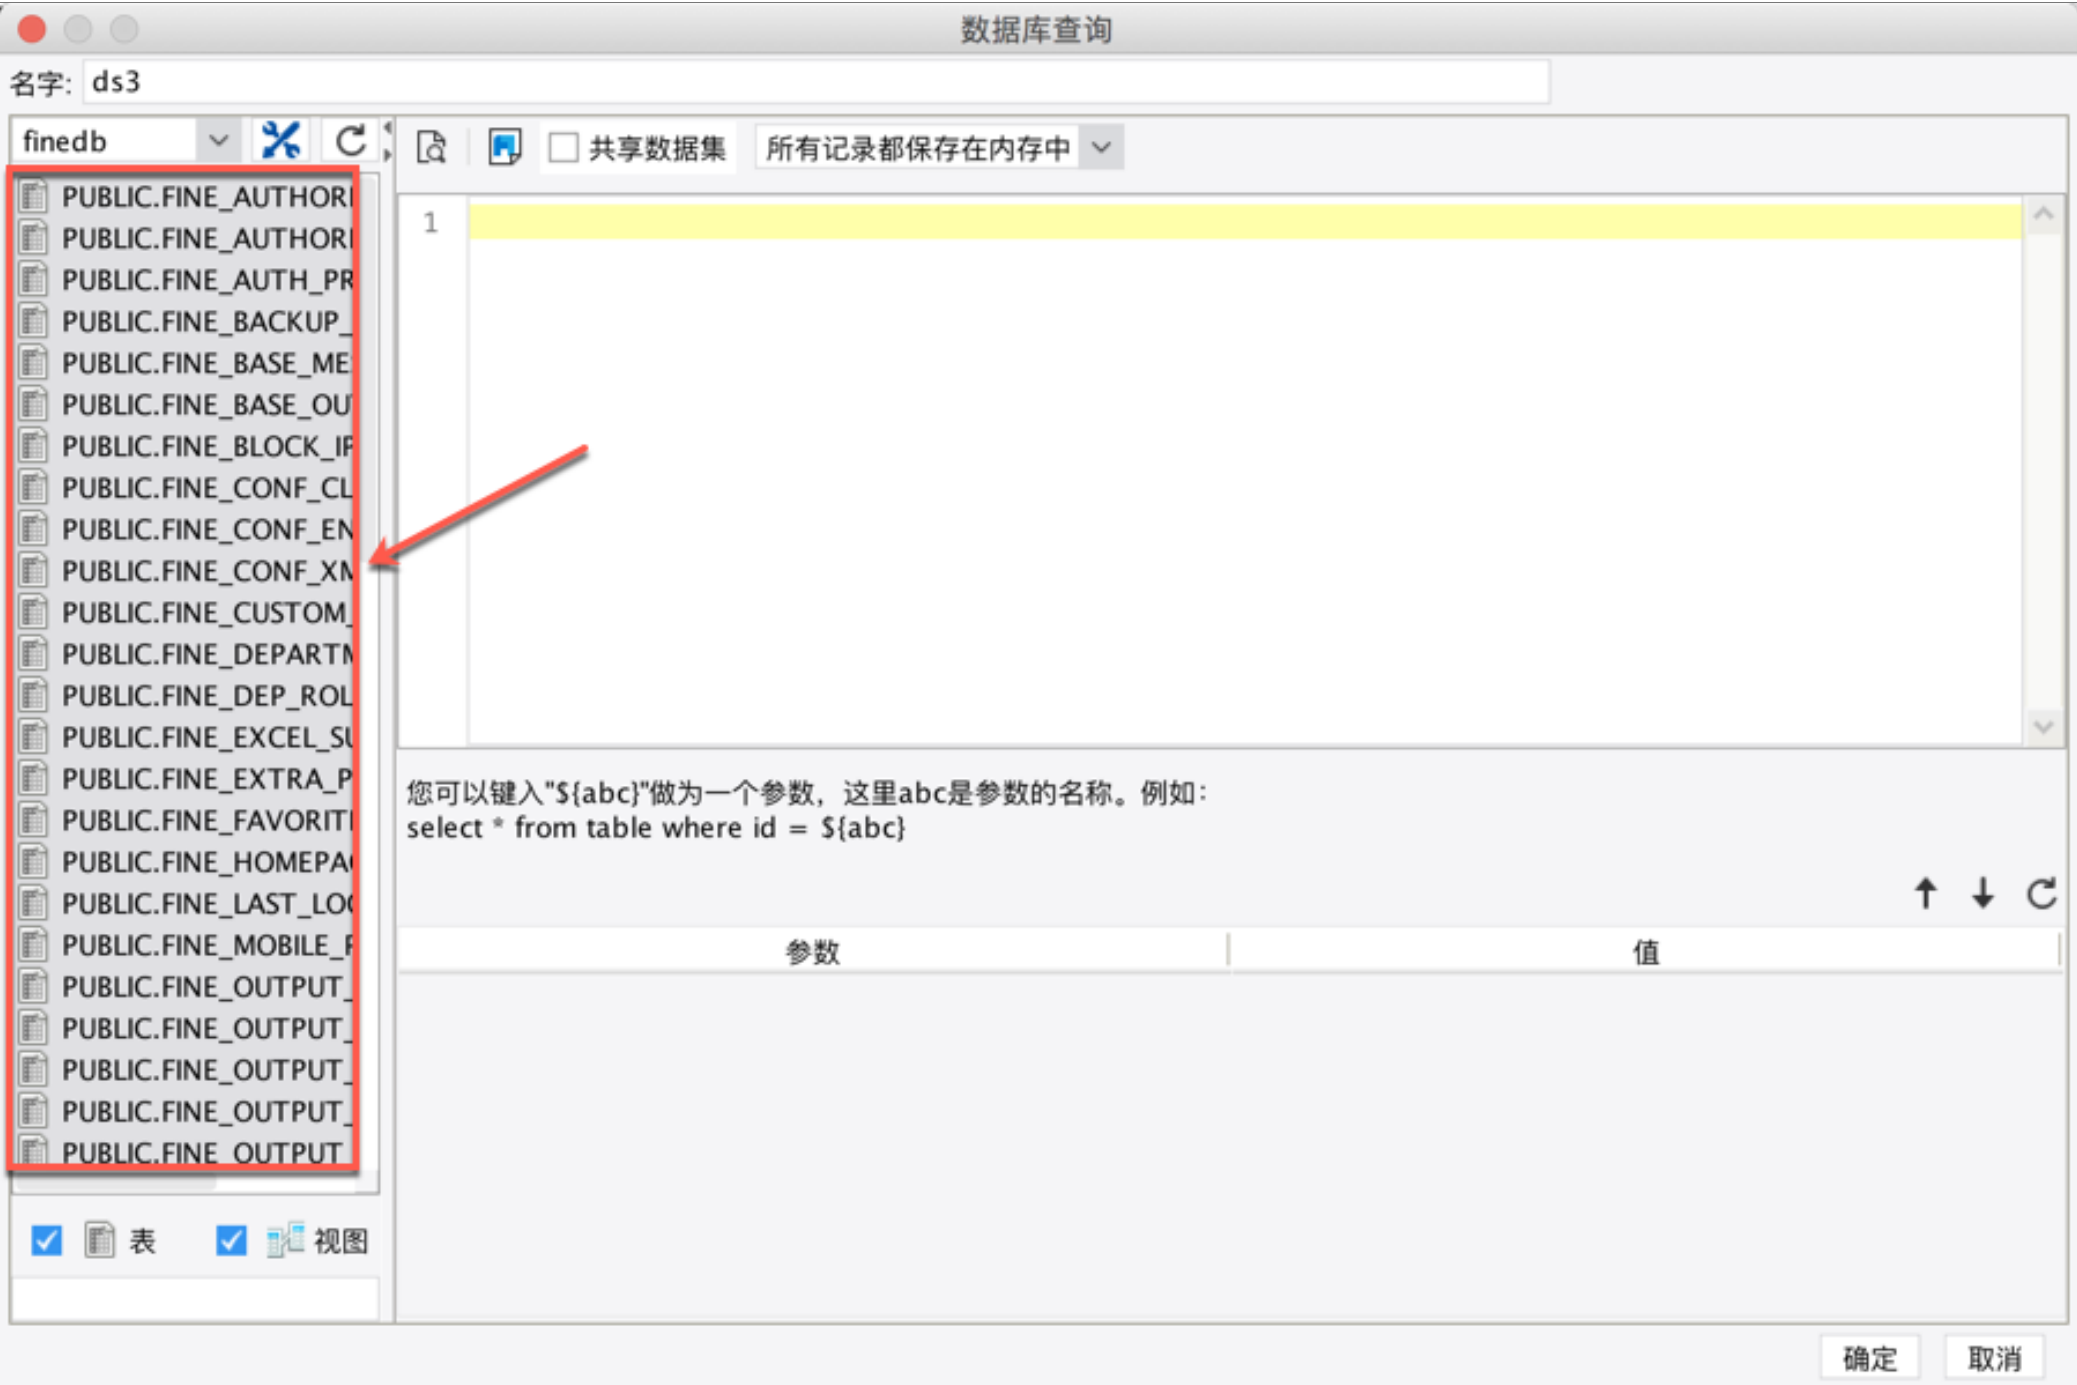 数据库查询
名字: ds3
finedb
共享数据集
所有记录都保存在内存中
PUBLIC.FINE_AUTHORI
PUBLIC.FINE_AUTHORI
PUBLIC.FINE_AUTH_PR
PUBLIC.FINE_BACKUP_
PUBLIC.FINE_BASE_ME
PUBLIC.FINE_BASE_OU
PUBLIC.FINE_BLOCK_IP
PUBLIC.FINE_CONF_CL
PUBLIC.FINE_CONF_EN
PUBLIC.FINE_CONF_XM
PUBLIC.FINE_CUSTOM_
PUBLIC.FINE_DEPARTM
PUBLIC.FINE_DEP_ROL
PUBLIC.FINE_EXCEL_SU
PUBLIC.FINE_EXTRA_P
PUBLIC.FINE_FAVORITI
PUBLIC.FINE_HOMEPA
PUBLIC.FINE_LAST_LO
PUBLIC.FINE_MOBILE_
PUBLIC.FINE_OUTPUT_
PUBLIC.FINE_OUTPUT_
PUBLIC.FINE_OUTPUT_
PUBLIC.FINE_OUTPUT_
PUBLIC.FINE_OUTPUT
表
视图
1
您可以键入"${abc}"做为一个参数，这里abc是参数的名称。例如：
select * from table where id = ${abc}
参数
值
确定
取消